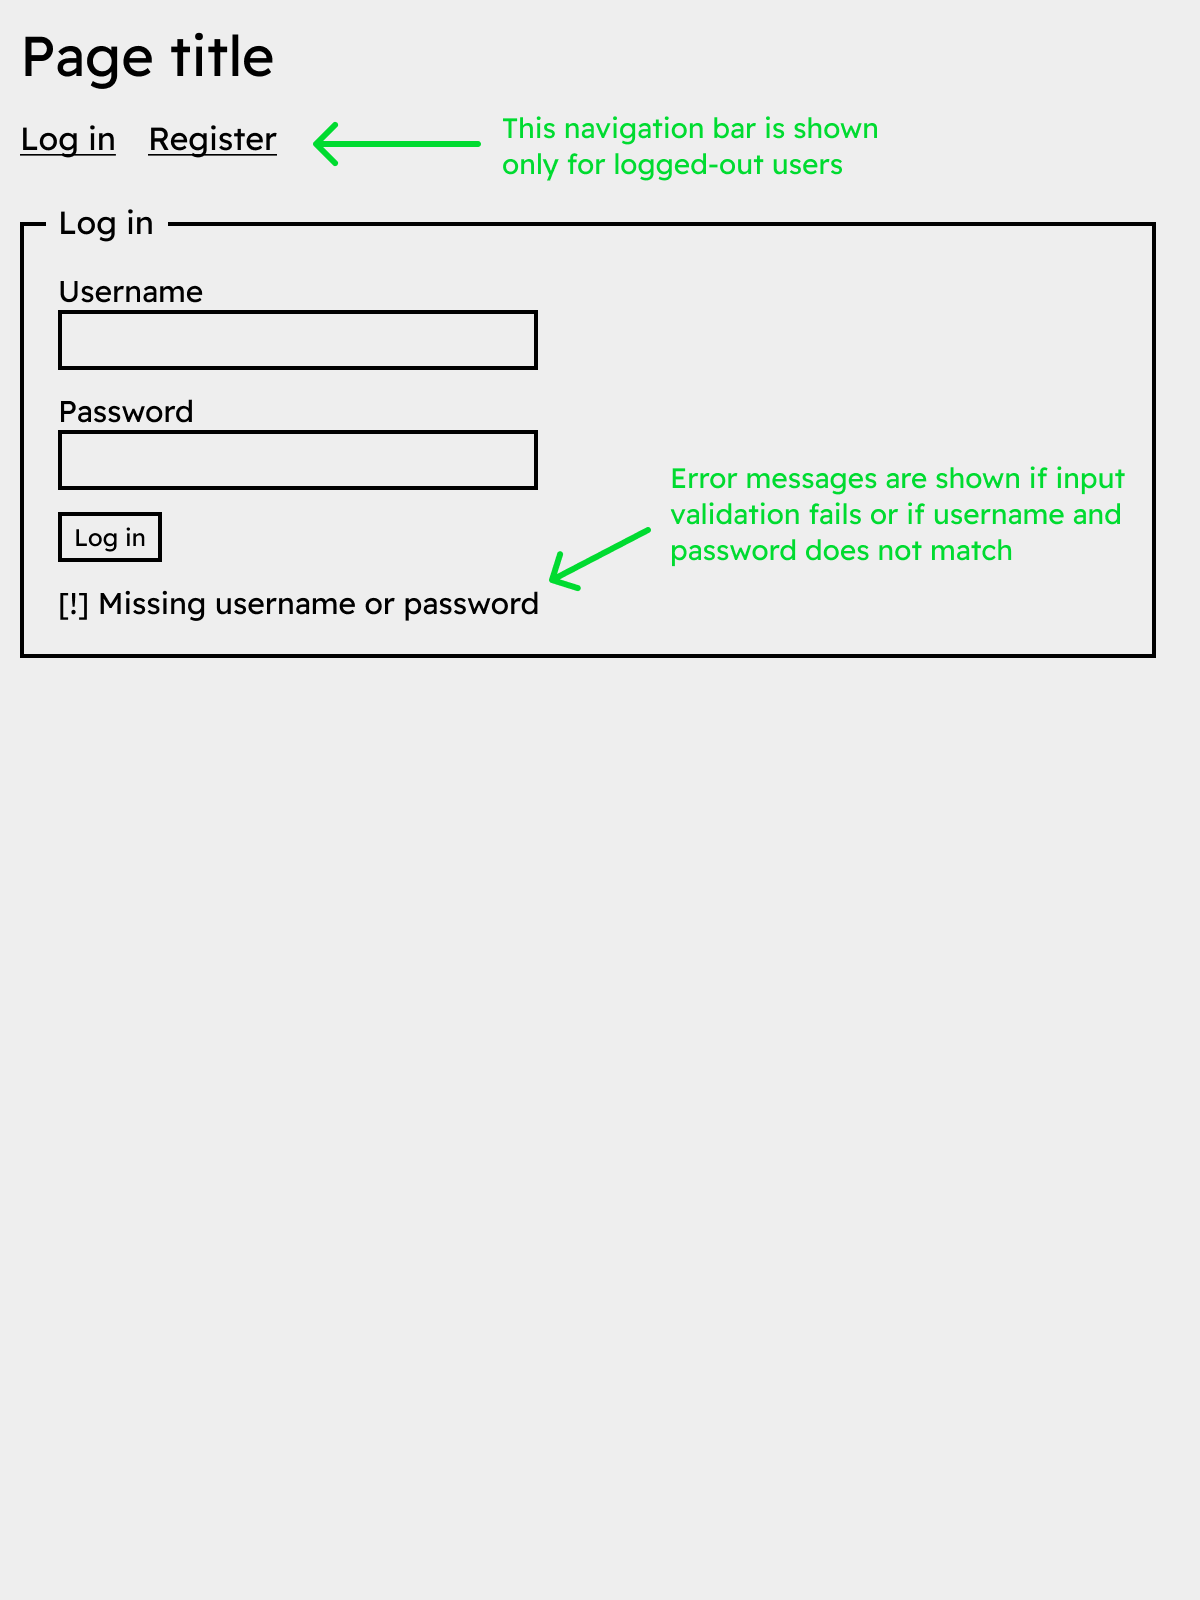 Page title
Log in Register
This navigation bar is shown
only for logged-out users
Log in
Username
Password
Log in
Error messages are shown if input
validation fails or if username and
password does not match
[!] Missing username or password